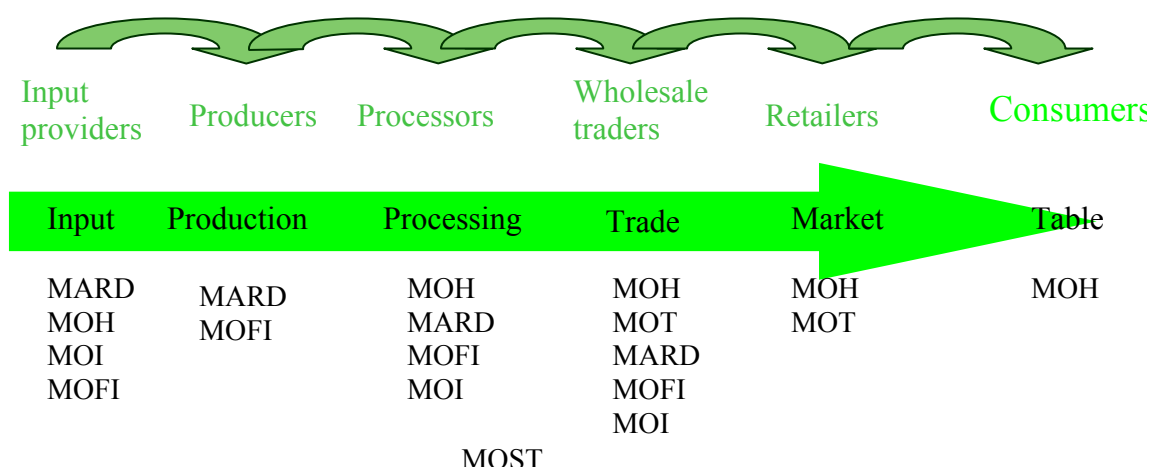 Input providers
Producers
Processors
Wholesale traders
Retailers
Consumers
Input Production Processing Trade Market Table
MARD
MOH
MOI
MOFI
MARD
MOFI
MOH
MARD
MOFI
MOI
MOH
MOT
MARD
MOFI
MOI
MOH
MOT
MOH
MOST